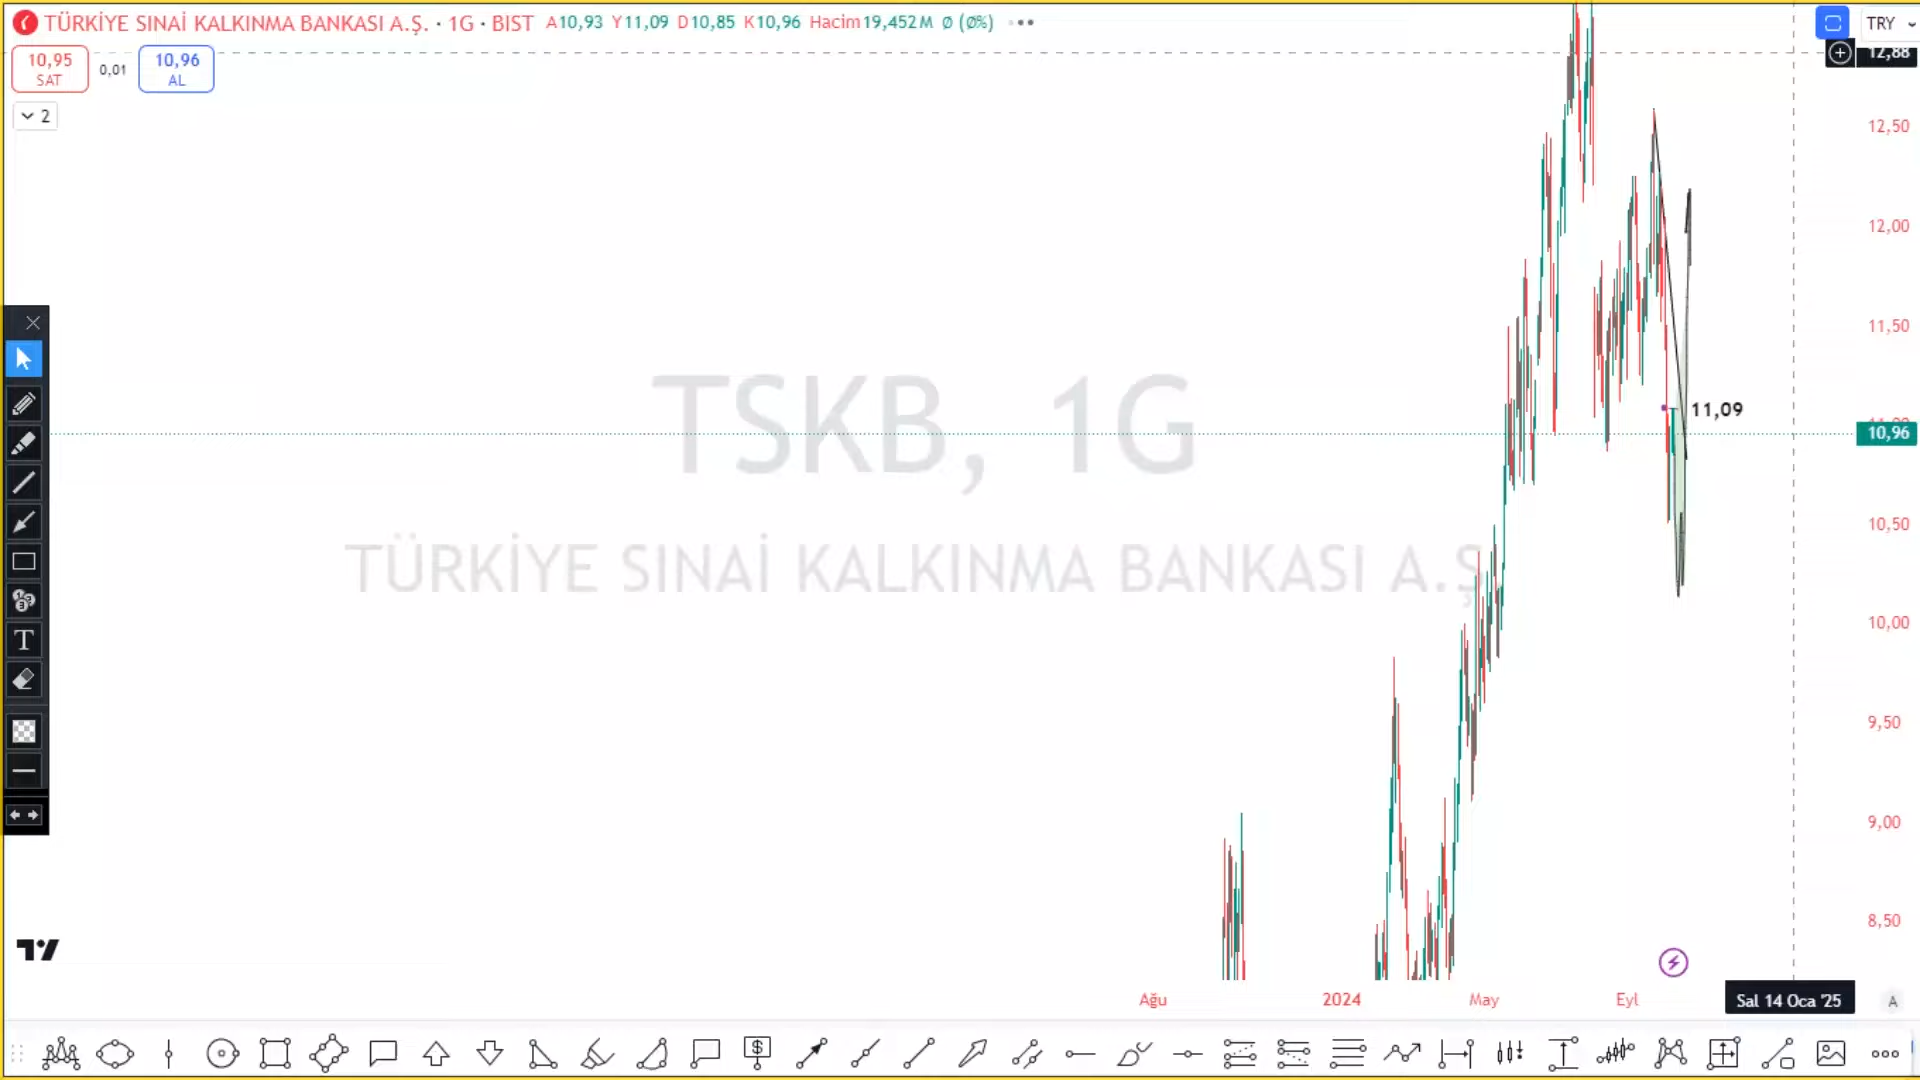 TÜRKİYE SINAİ KALKINMA BANKASI A.Ş. · 1G · BIST A10,93 Y11,09 D10,85 K10,96 Hacim19,452M Ø (Ø%)
TRY
12,88
10,95
SAT
0,01
10,96
AL
2
12,50
12,00
11,50
11,09
10,96
10,50
10,00
9,50
9,00
8,50
TSKB, 1G
TÜRKİYE SINAİ KALKINMA BANKASI A.Ş.
T
Ağu 2024 May Eyl Sal 14 Oca '25 A